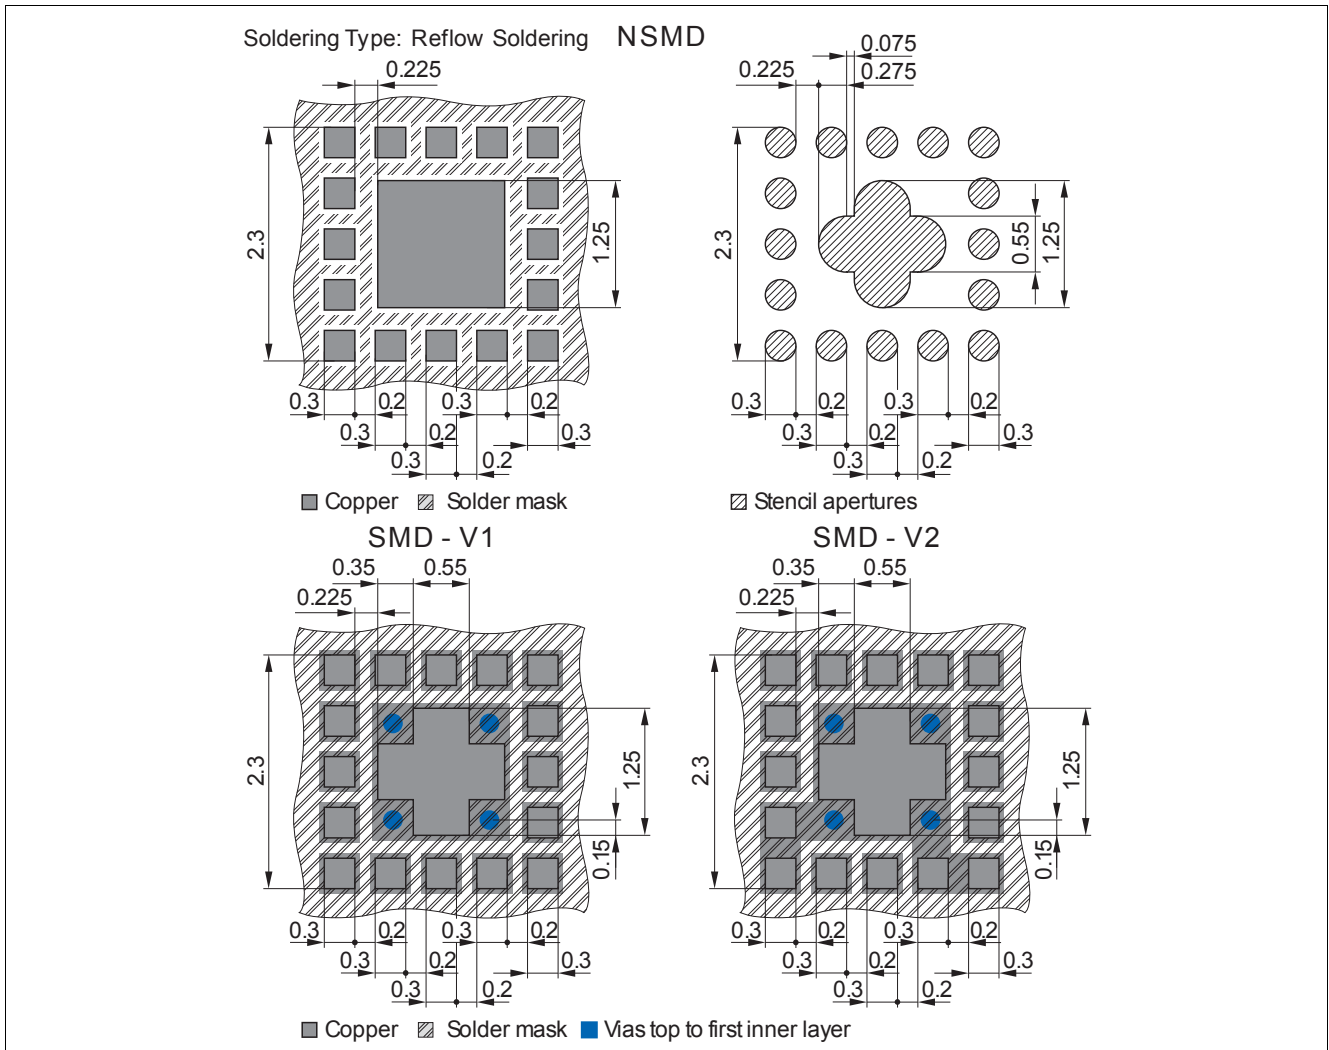 Soldering Type: Reflow Soldering NSMD
0.225
2.3
1.25
0.3 0.2 0.3 0.2
0.3 0.2 0.3
0.3 0.2
Copper Solder mask
0.075
0.225 0.275
2.3
0.55
1.25
0.3 0.2 0.3 0.2
0.3 0.2 0.3
0.3 0.2
Stencil apertures
SMD - V1
0.35 0.55
0.225
2.3
1.25
0.15
0.3 0.2 0.3 0.2
0.3 0.2 0.3
0.3 0.2
SMD - V2
0.35 0.55
0.225
2.3
1.25
0.15
0.3 0.2 0.3 0.2
0.3 0.2 0.3
0.3 0.2
Copper Solder mask Vias top to first inner layer